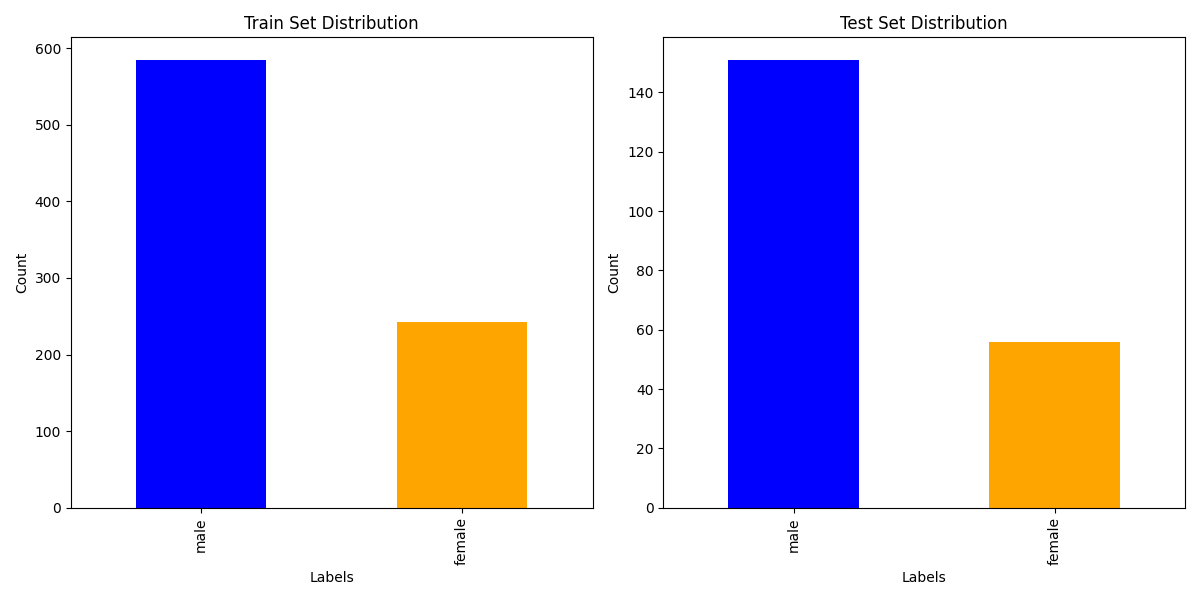 Train Set Distribution
Count
600
500
400
300
200
100
0
male
female
Labels
Test Set Distribution
Count
140
120
100
80
60
40
20
0
male
female
Labels